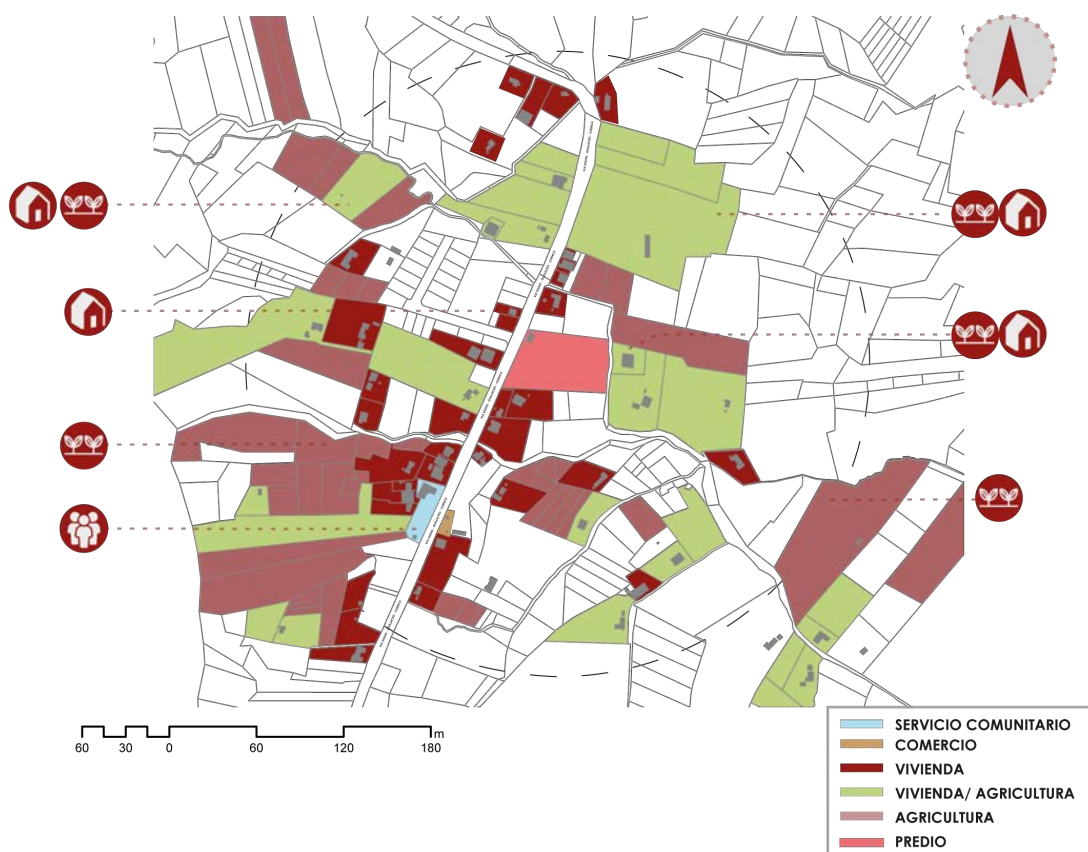 60 30 0 60 120 180 m
SERVICIO COMUNITARIO
COMERCIO
VIVIENDA
VIVIENDA/ AGRICULTURA
AGRICULTURA
PREDIO